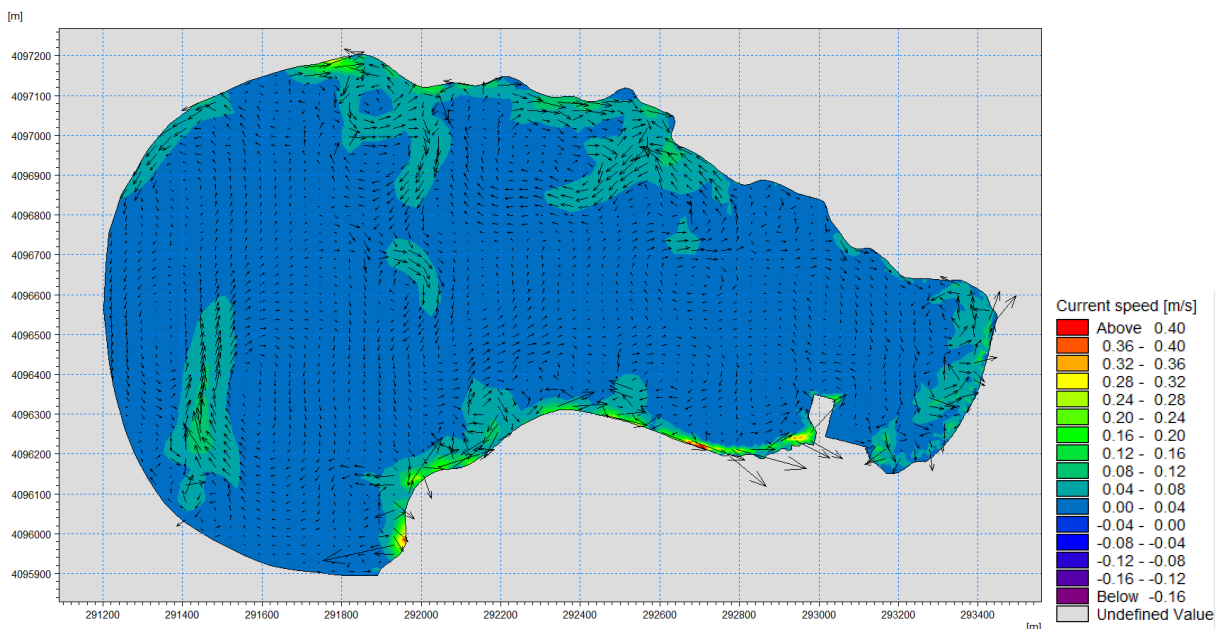 [m]
4097200
4097100
4097000
4096900
4096800
4096700
4096600
4096500
4096400
4096300
4096200
4096100
4096000
4095900
291200 291400 291600 291800 292000 292200 292400 292600 292800 293000 293200 293400
[m]
Current speed [m/s]
Above 0.40
0.36 - 0.40
0.32 - 0.36
0.28 - 0.32
0.24 - 0.28
0.20 - 0.24
0.16 - 0.20
0.12 - 0.16
0.08 - 0.12
0.04 - 0.08
0.00 - 0.04
-0.04 - 0.00
-0.08 - -0.04
-0.12 - -0.08
-0.16 - -0.12
Below -0.16
Undefined Value